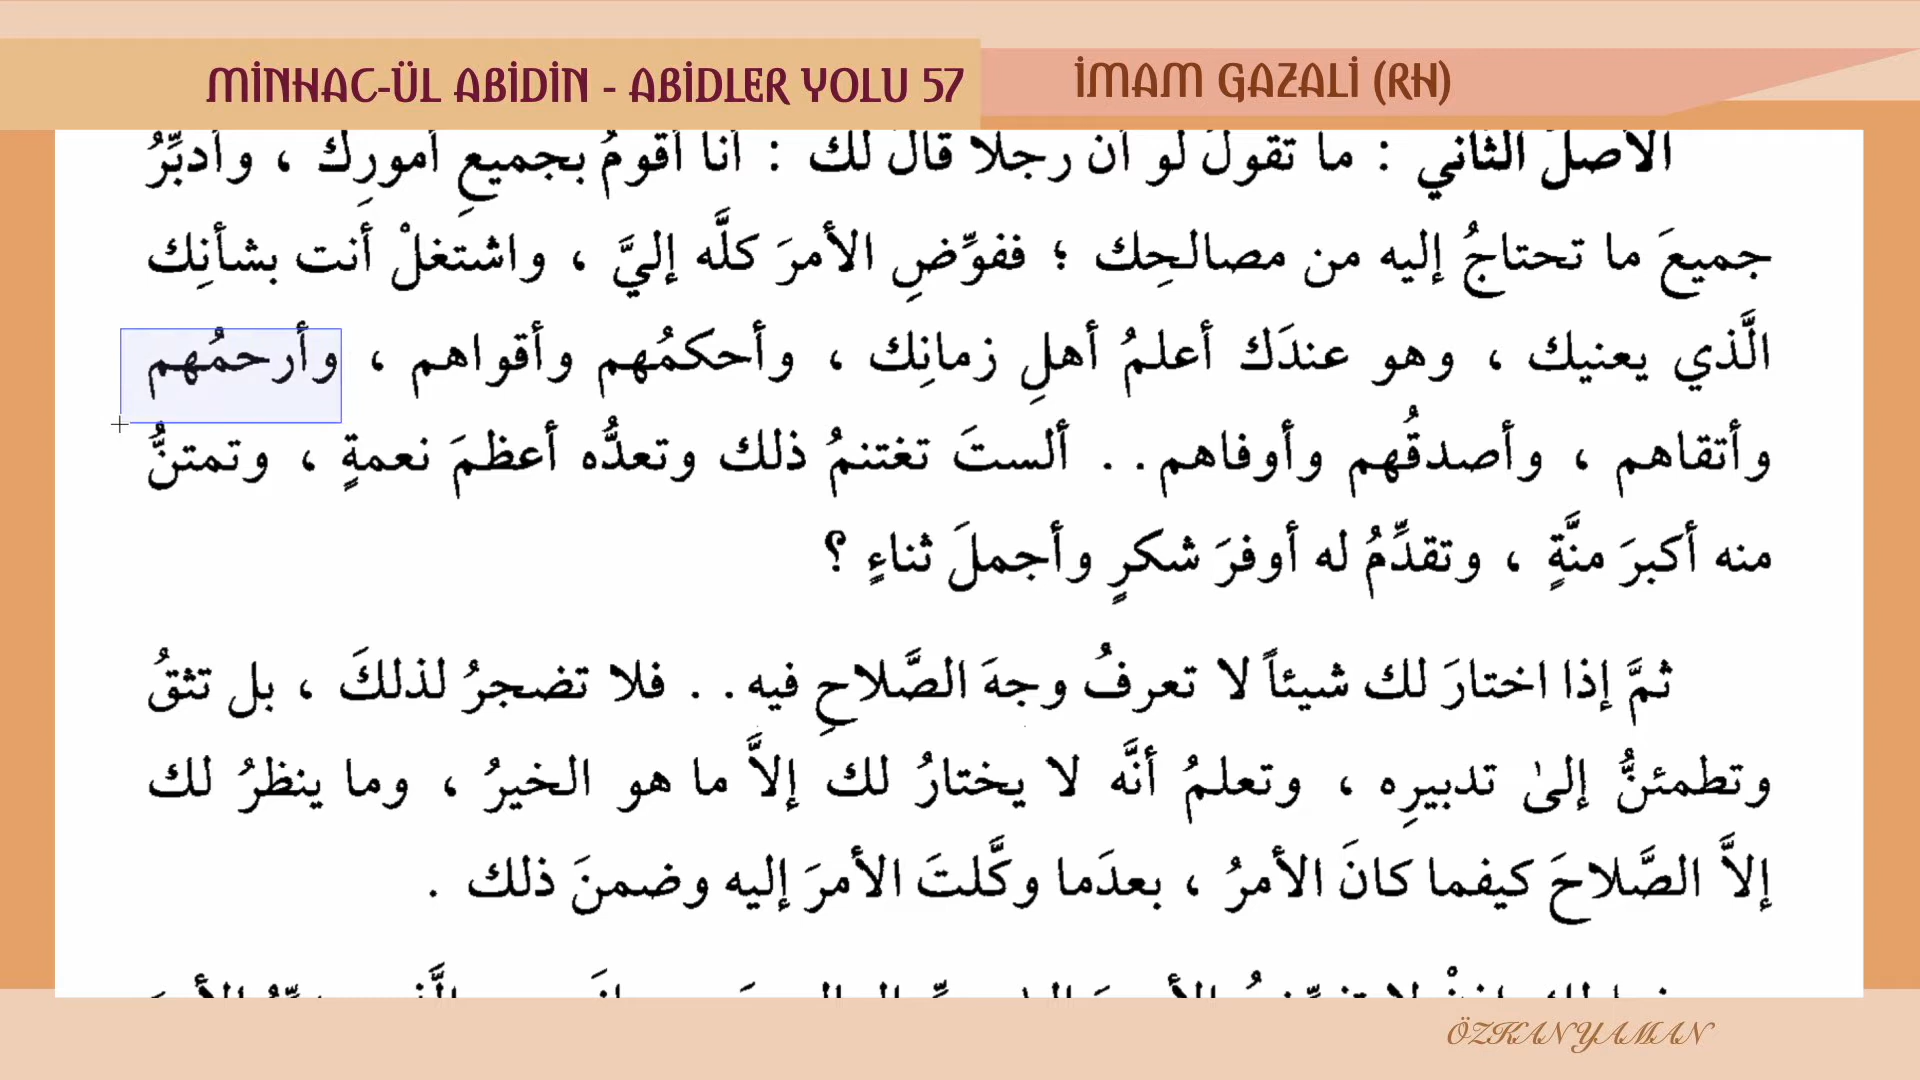 MİNHAC-ÜL ABİDİN - ABİDLER YOLU 57
İMAM GAZALİ (RH)
الأصلُ الثَّاني : ما تقولُ لو أن رجلاً قالَ لك : أنا أقومُ بجميعِ أمورِك ، وأدبِّرُ
جميعَ ما تحتاجُ إليه من مصالحِك ؛ ففوِّضِ الأمرَ كلَّه إليَّ ، واشتغلْ أنت بشأنِك
الَّذي يعنيك ، وهو عندَك أعلمُ أهلِ زمانِك ، وأحكمُهم وأقواهم ، وأرحمُهم
وأتقاهم ، وأصدقُهم وأوفاهم . . ألستَ تغتنمُ ذلك وتعدُّه أعظمَ نعمةٍ ، وتمتنُّ
منه أكبرَ منَّةٍ ، وتقدِّمُ له أوفرَ شكرٍ وأجملَ ثناءٍ ؟
ثمَّ إذا اختارَ لك شيئاً لا تعرفُ وجهَ الصَّلاحِ فيه . . فلا تضجرُ لذلكَ ، بل تثقُ
وتطمئنُّ إلىٰ تدبيرِه ، وتعلمُ أنَّه لا يختارُ لك إلاَّ ما هو الخيرُ ، وما ينظرُ لك
إلاَّ الصَّلاحَ كيفما كانَ الأمرُ ، بعدَما وكَّلتَ الأمرَ إليه وضمنَ ذلك .
ÖZKAN YAMAN